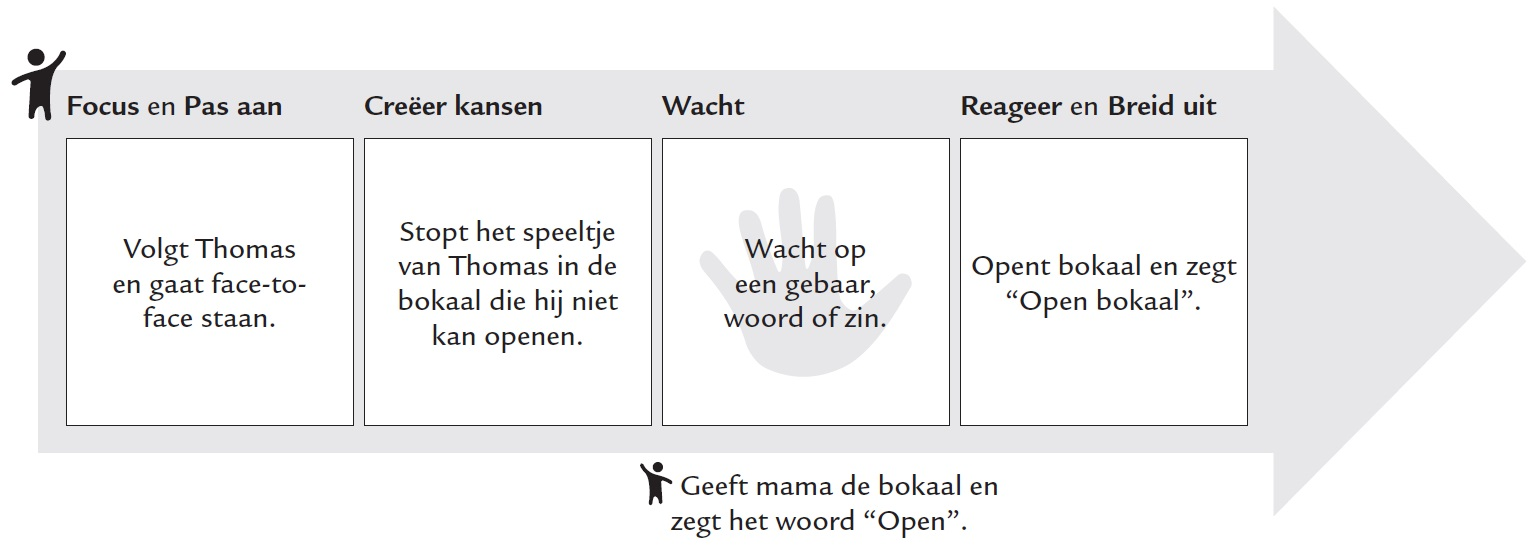 Focus en Pas aan
Volgt Thomas
en gaat face-to-
face staan.
Creëer kansen
Stopt het speeltje
van Thomas in de
bokaal die hij niet
kan openen.
Wacht
Wacht op
een gebaar,
woord of zin.
Reageer en Breid uit
Opent bokaal en zegt
“Open bokaal”.
Geeft mama de bokaal en
zegt het woord “Open”.